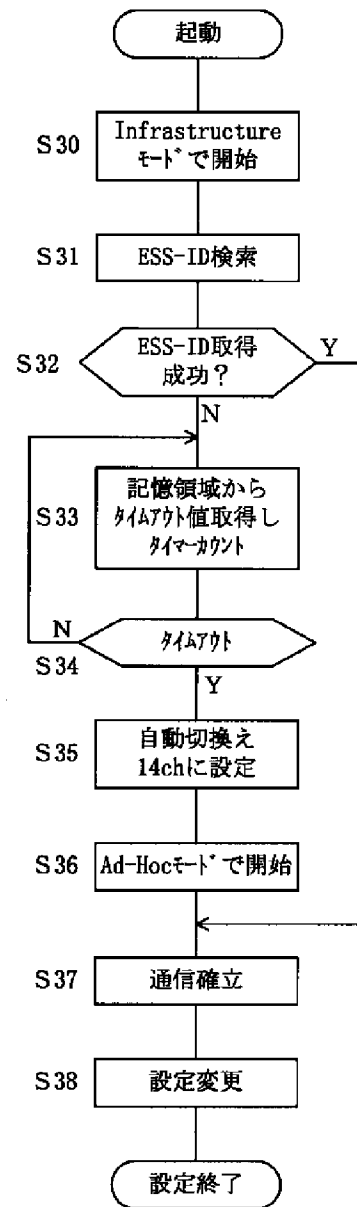 起動
S30
Infrastructure
ﾓｰﾄﾞで開始
S31
ESS-ID検索
S32
ESS-ID取得
成功？
Y
N
S33
記憶領域から
ﾀｲﾑｱｳﾄ値取得し
ﾀｲﾏｰｶｳﾝﾄ
N
S34
ﾀｲﾑｱｳﾄ
Y
S35
自動切換え
14chに設定
S36
Ad-Hocﾓｰﾄﾞで開始
S37
通信確立
S38
設定変更
設定終了